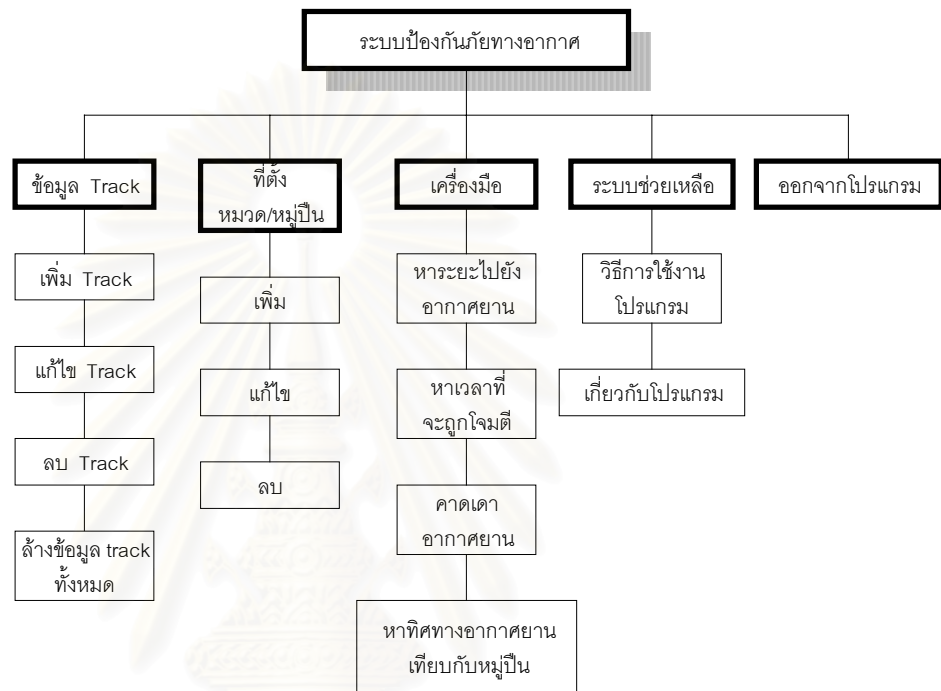 ระบบป้องกันภัยทางอากาศ
ข้อมูล Track
ที่ตั้ง
หมวด/หมู่ปืน
เครื่องมือ
ระบบช่วยเหลือ
ออกจากโปรแกรม
เพิ่ม Track
แก้ไข Track
ลบ Track
ล้างข้อมูล track
ทั้งหมด
เพิ่ม
แก้ไข
ลบ
หาระยะไปยัง
อากาศยาน
หาเวลาที่
จะถูกโจมตี
คาดเดา
อากาศยาน
หาทิศทางอากาศยาน
เทียบกับหมู่ปืน
วิธีการใช้งาน
โปรแกรม
เกี่ยวกับโปรแกรม